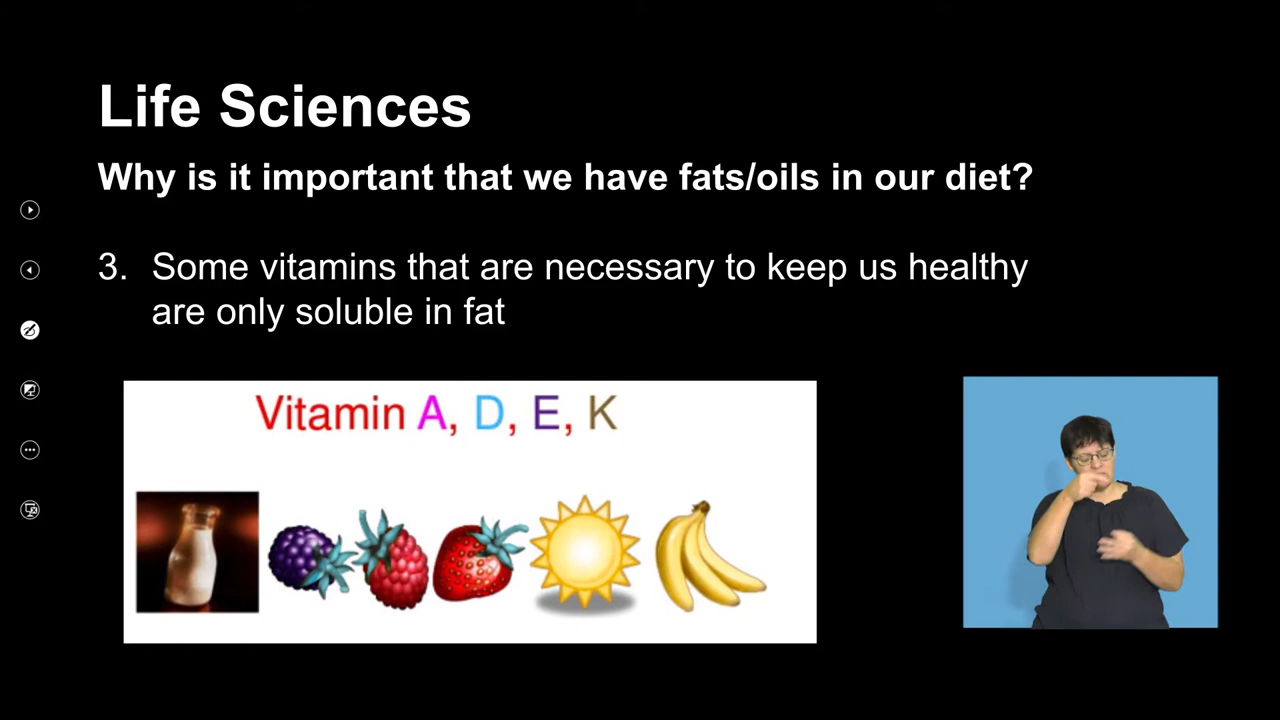 Life Sciences
Why is it important that we have fats/oils in our diet?
3. Some vitamins that are necessary to keep us healthy
are only soluble in fat
Vitamin A, D, E, K